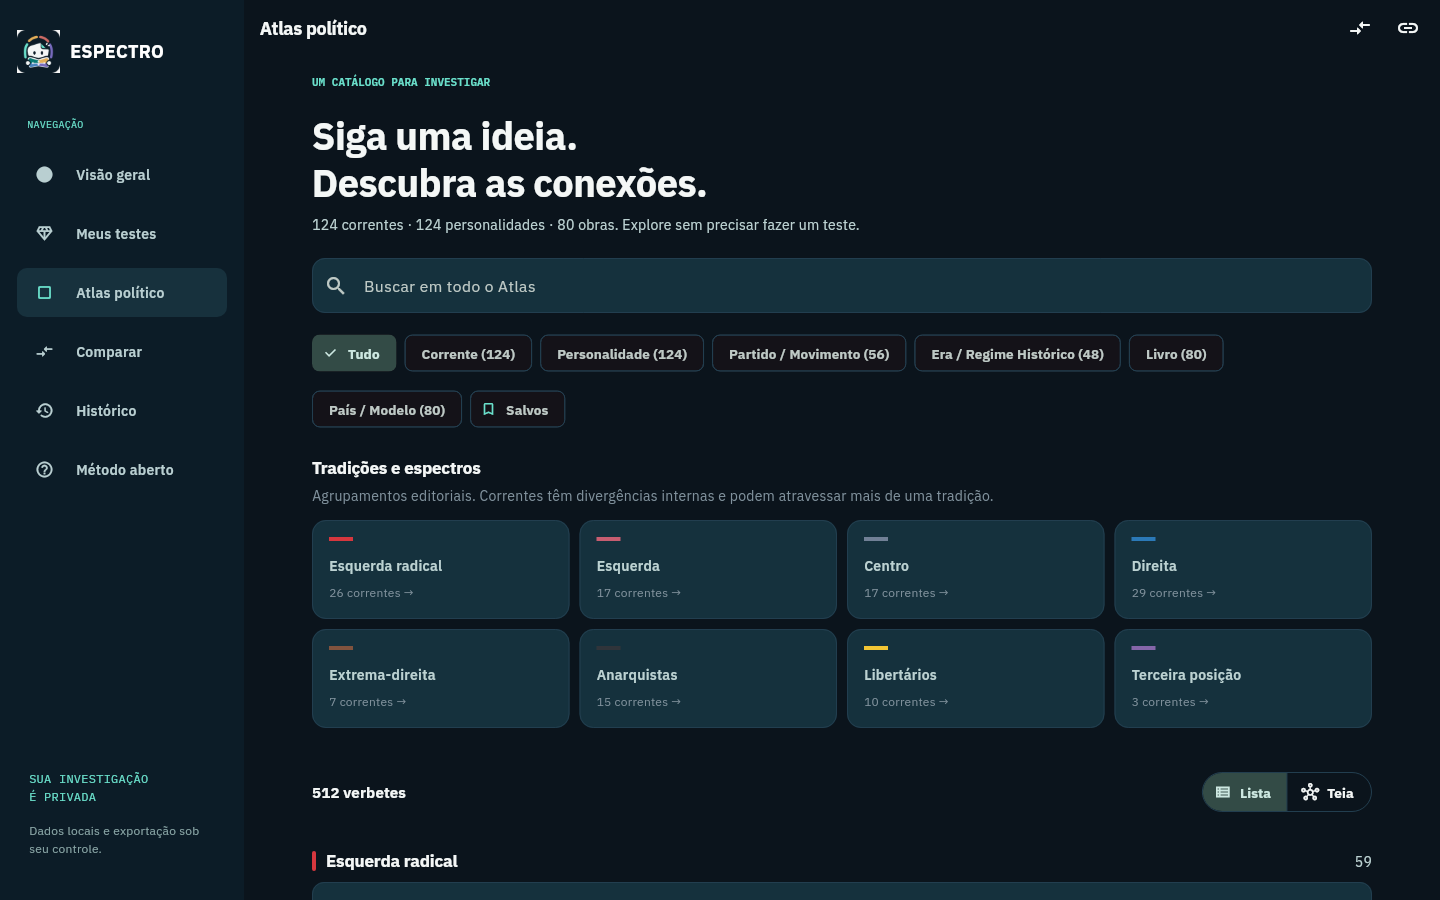 ESPECTRO
NAVEGAÇÃO
Visão geral
Meus testes
Atlas político
Comparar
Histórico
Método aberto
SUA INVESTIGAÇÃO
É PRIVADA
Dados locais e exportação sob
seu controle.
Atlas político
UM CATÁLOGO PARA INVESTIGAR
Siga uma ideia.
Descubra as conexões.
124 correntes · 124 personalidades · 80 obras. Explore sem precisar fazer um teste.
Buscar em todo o Atlas
Tudo
Corrente (124)
Personalidade (124)
Partido / Movimento (56)
Era / Regime Histórico (48)
Livro (80)
País / Modelo (80)
Salvos
Tradições e espectros
Agrupamentos editoriais. Correntes têm divergências internas e podem atravessar mais de uma tradição.
Esquerda radical
26 correntes →
Esquerda
17 correntes →
Centro
17 correntes →
Direita
29 correntes →
Extrema-direita
7 correntes →
Anarquistas
15 correntes →
Libertários
10 correntes →
Terceira posição
3 correntes →
512 verbetes
Lista
Teia
Esquerda radical
59